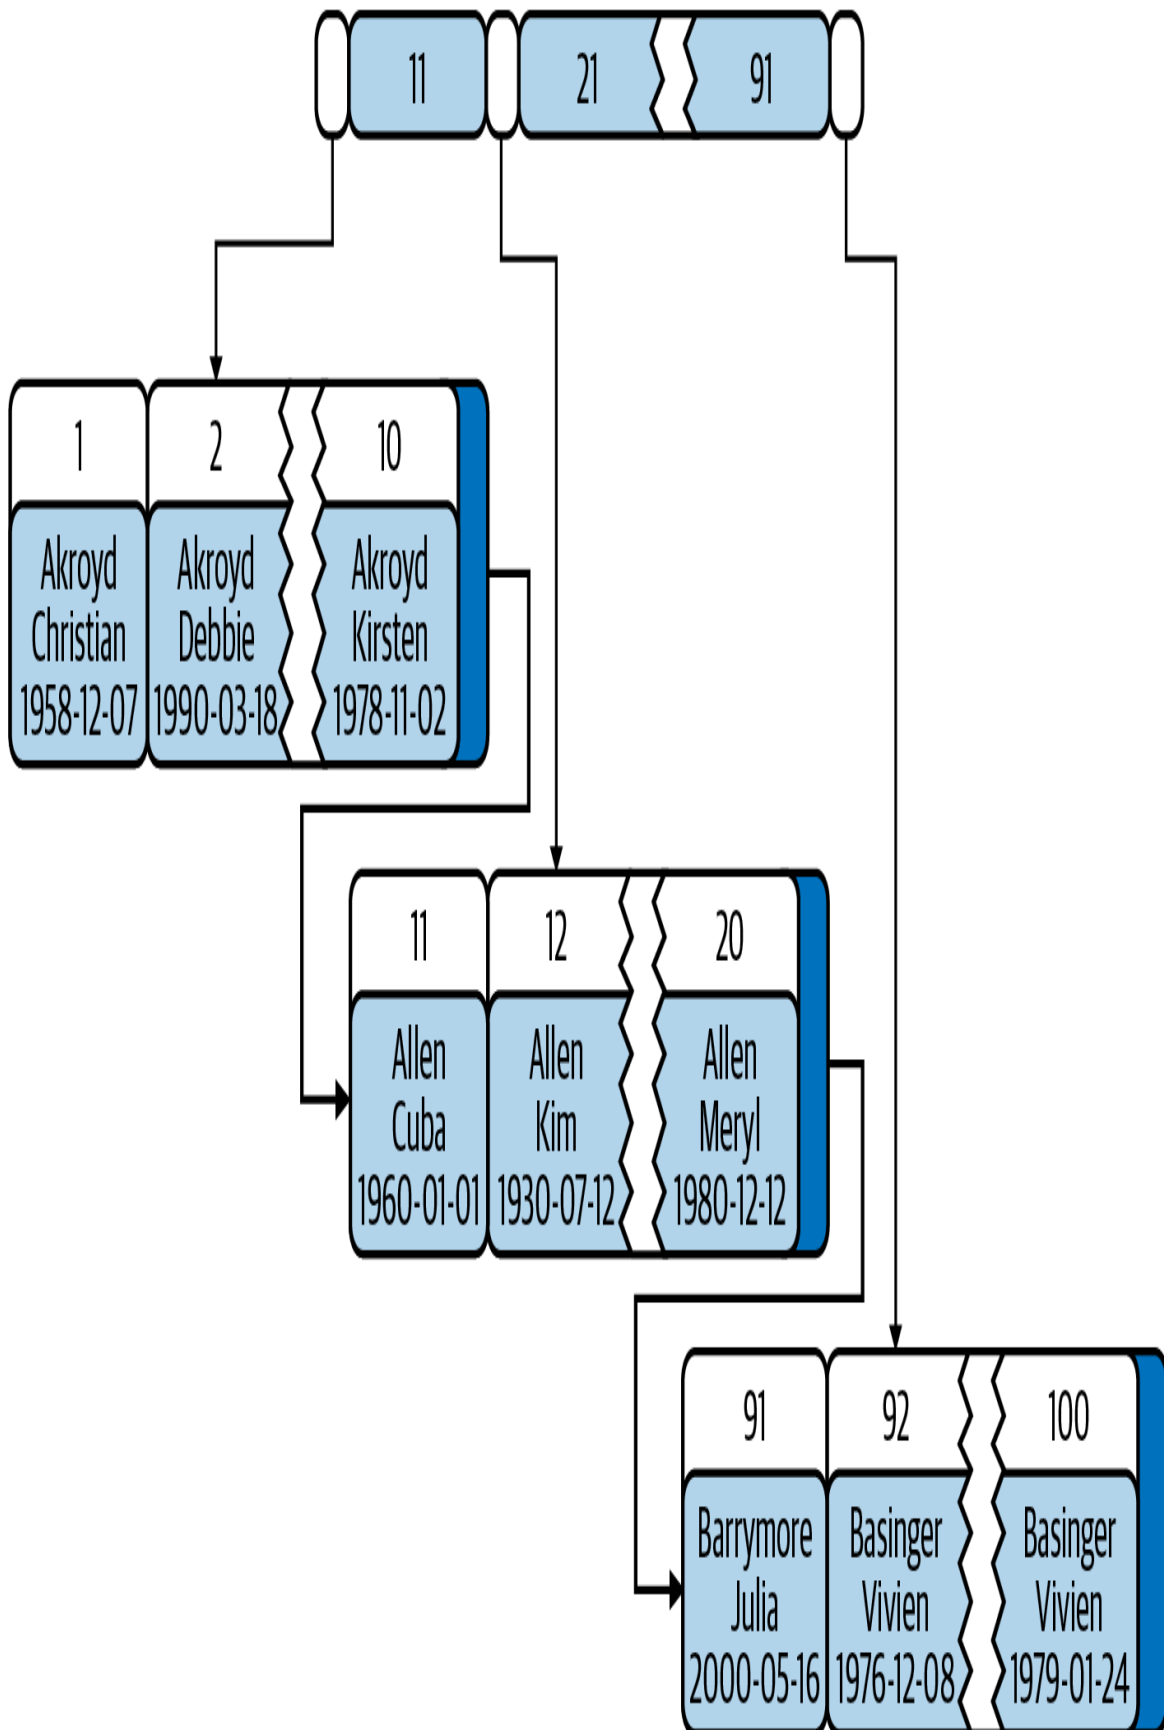 11 21 91
1 2 10
Akroyd Akroyd Akroyd
Christian Debbie Kirsten
1958-12-07 1990-03-18 1978-11-02
11 12 20
Allen Allen Allen
Cuba Kim Meryl
1960-01-01 1930-07-12 1980-12-12
91 92 100
Barrymore Basinger Basinger
Julia Vivien Vivien
2000-05-16 1976-12-08 1979-01-24